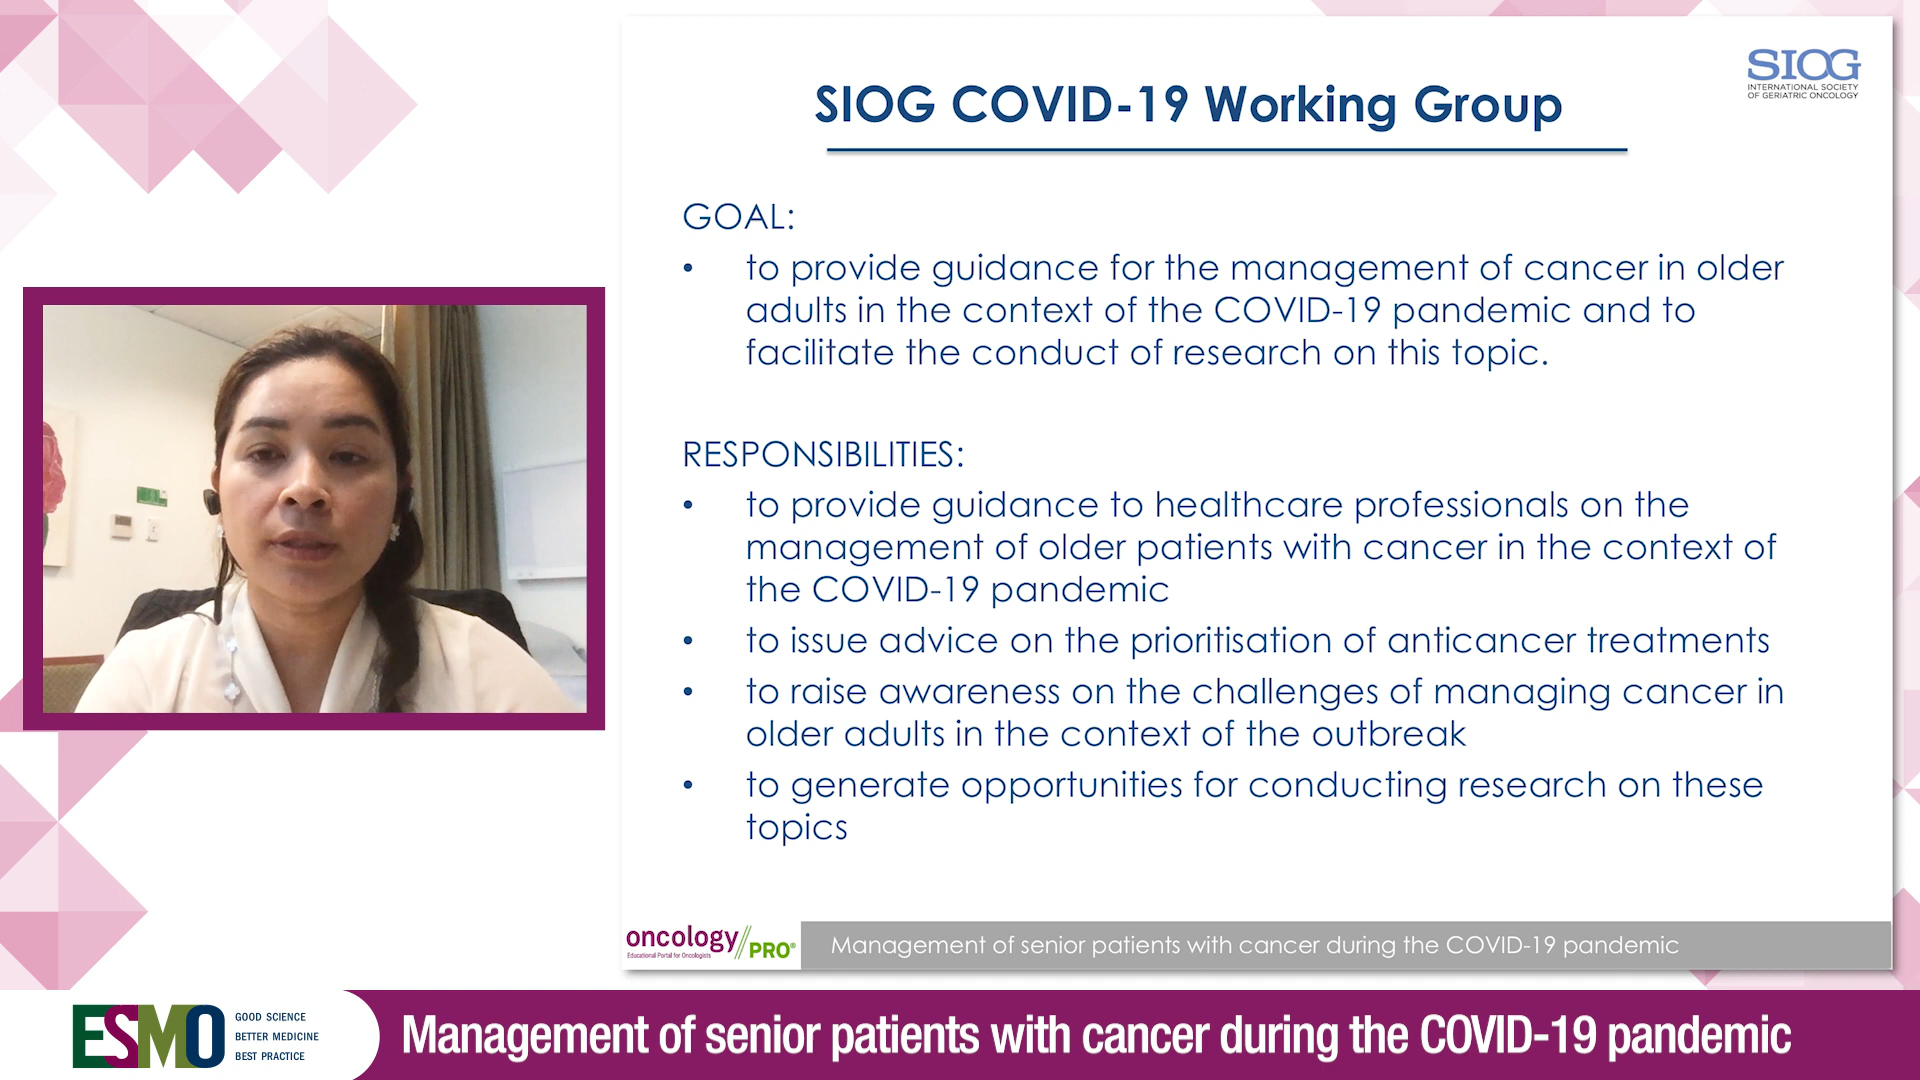 SIOG
INTERNATIONAL SOCIETY
OF GERIATRIC ONCOLOGY
SIOG COVID-19 Working Group
GOAL:
• to provide guidance for the management of cancer in older
adults in the context of the COVID-19 pandemic and to
facilitate the conduct of research on this topic.
RESPONSIBILITIES:
• to provide guidance to healthcare professionals on the
management of older patients with cancer in the context of
the COVID-19 pandemic
• to issue advice on the prioritisation of anticancer treatments
• to raise awareness on the challenges of managing cancer in
older adults in the context of the outbreak
• to generate opportunities for conducting research on these
topics
oncology//PRO®
Educational Portal for Oncologists
Management of senior patients with cancer during the COVID-19 pandemic
ESMO
GOOD SCIENCE
BETTER MEDICINE
BEST PRACTICE
Management of senior patients with cancer during the COVID-19 pandemic